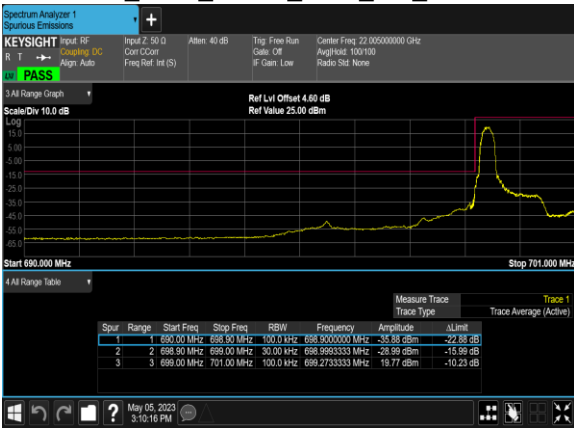 Spectrum Analyzer 1
Spurious Emissions
+
KEYSIGHT Input: RF Input Z: 50 Ω Atten: 40 dB Trig: Free Run Center Freq: 22.005000000 GHz
R T Coupling: DC Corr CCorr Gate: Off Avg|Hold: 100/100
Align: Auto Freq Ref: Int (S) IF Gain: Low Radio Std: None
LU PASS
3 All Range Graph
Ref Lvl Offset 4.60 dB
Scale/Div 10.0 dB Ref Value 25.00 dBm
Log
15.0
5.00
-5.00
-15.0
-25.0
-35.0
-45.0
-55.0
-65.0
Start 690.000 MHz Stop 701.000 MHz
4 All Range Table
Measure Trace Trace 1
Trace Type Trace Average (Active)
Spur Range Start Freq Stop Freq RBW Frequency Amplitude ΔLimit
1 1 690.00 MHz 698.90 MHz 100.0 kHz 698.9000000 MHz -35.88 dBm -22.88 dB
2 2 698.90 MHz 699.00 MHz 30.00 kHz 698.9993333 MHz -28.99 dBm -15.99 dB
3 3 699.00 MHz 701.00 MHz 100.0 kHz 699.2733333 MHz 19.77 dBm -10.23 dB
? May 05, 2023
3:10:16 PM